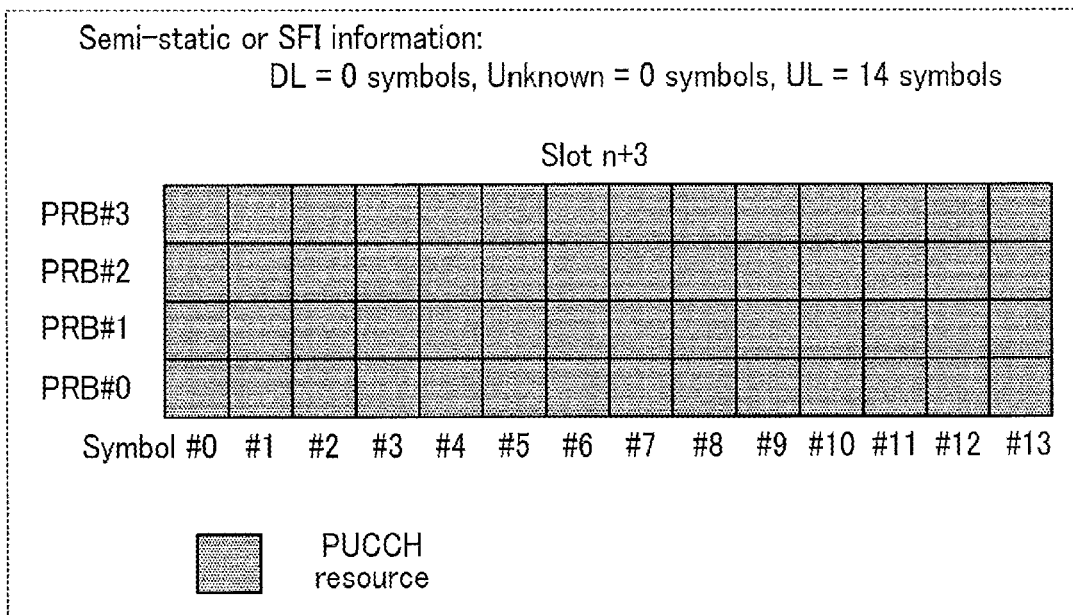 Semi-static or SFI information:
DL = 0 symbols, Unknown = 0 symbols, UL = 14 symbols
Slot n+3
PRB#3
PRB#2
PRB#1
PRB#0
Symbol #0 #1 #2 #3 #4 #5 #6 #7 #8 #9 #10 #11 #12 #13
PUCCH
resource